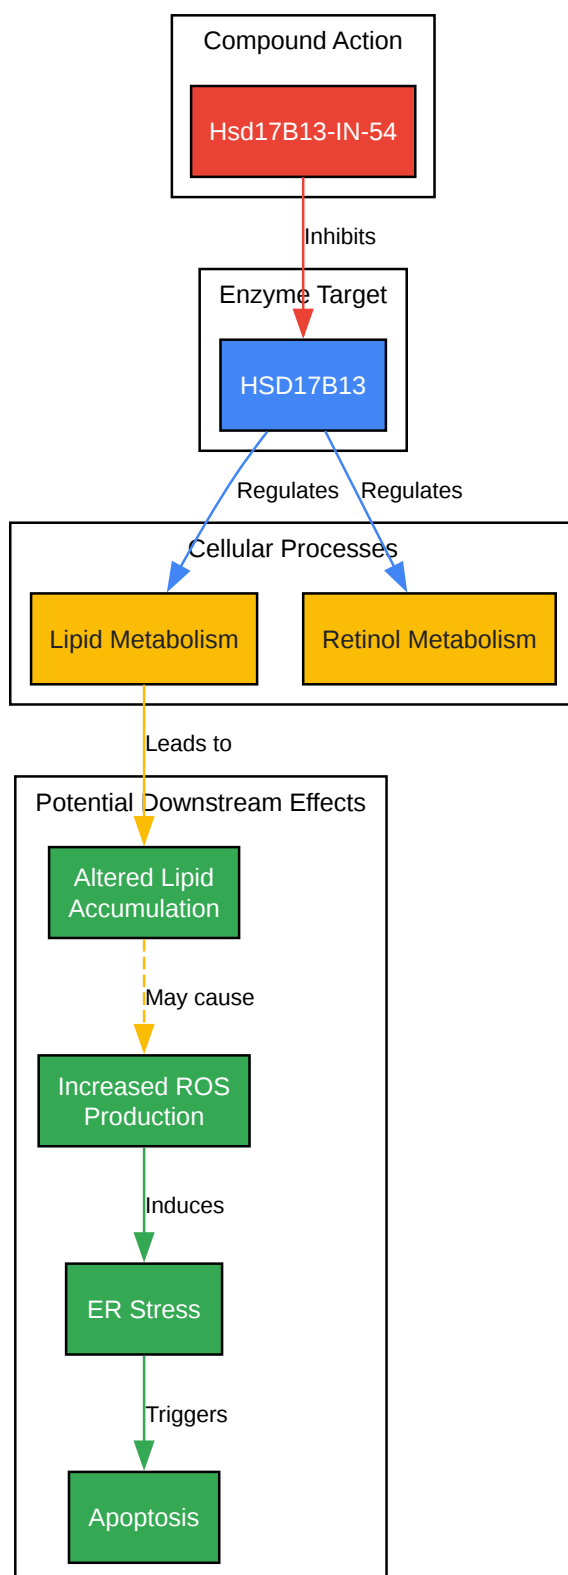 Compound Action
Hsd17B13-IN-54
Inhibits
Enzyme Target
HSD17B13
Regulates
Regulates
Cellular Processes
Lipid Metabolism
Retinol Metabolism
Leads to
Potential Downstream Effects
Altered Lipid
Accumulation
May cause
Increased ROS
Production
Induces
ER Stress
Triggers
Apoptosis